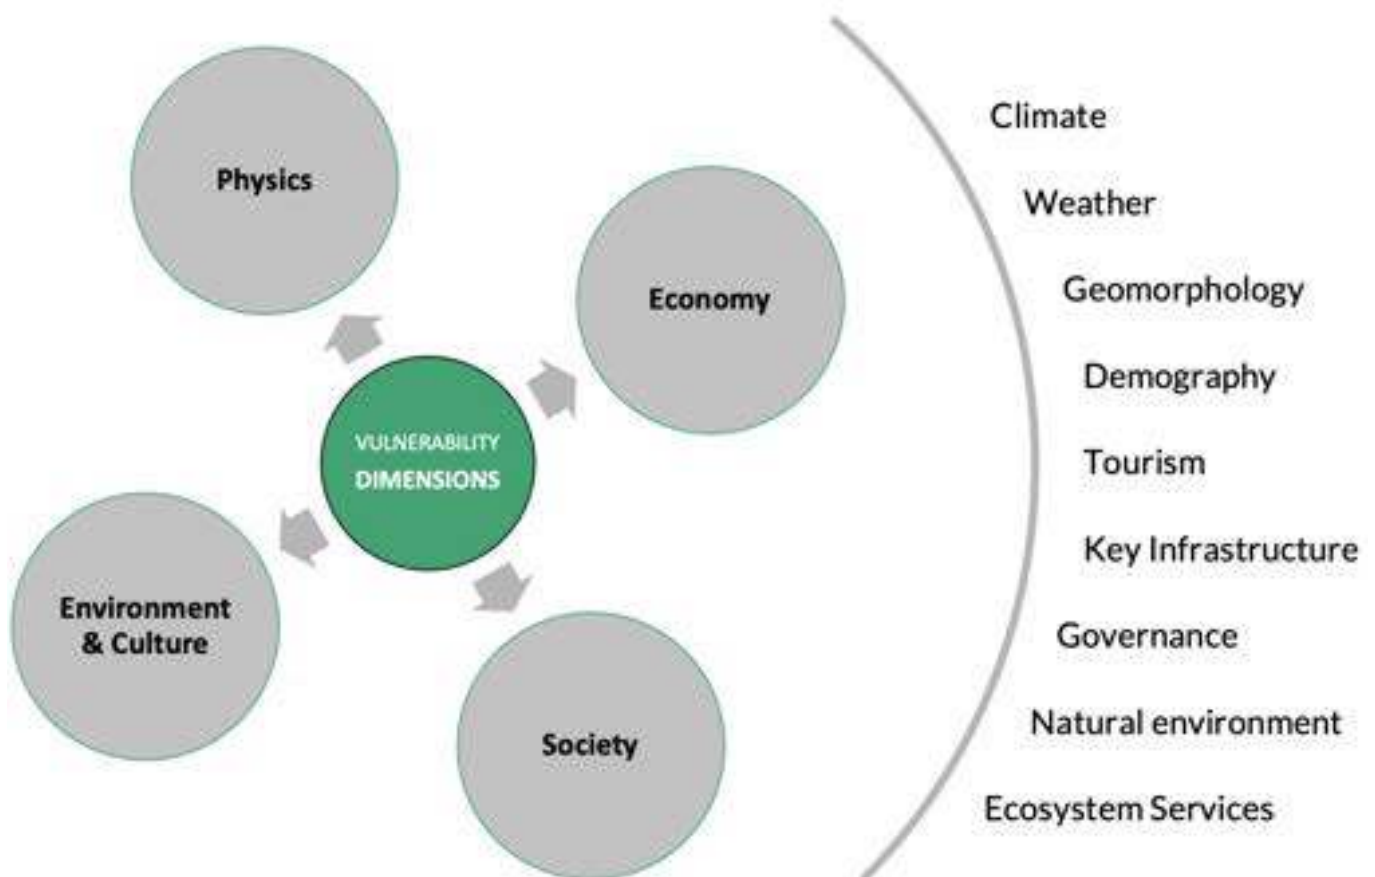 Physics
Economy
VULNERABILITY
DIMENSIONS
Environment
& Culture
Society
Climate
Weather
Geomorphology
Demography
Tourism
Key Infrastructure
Governance
Natural environment
Ecosystem Services